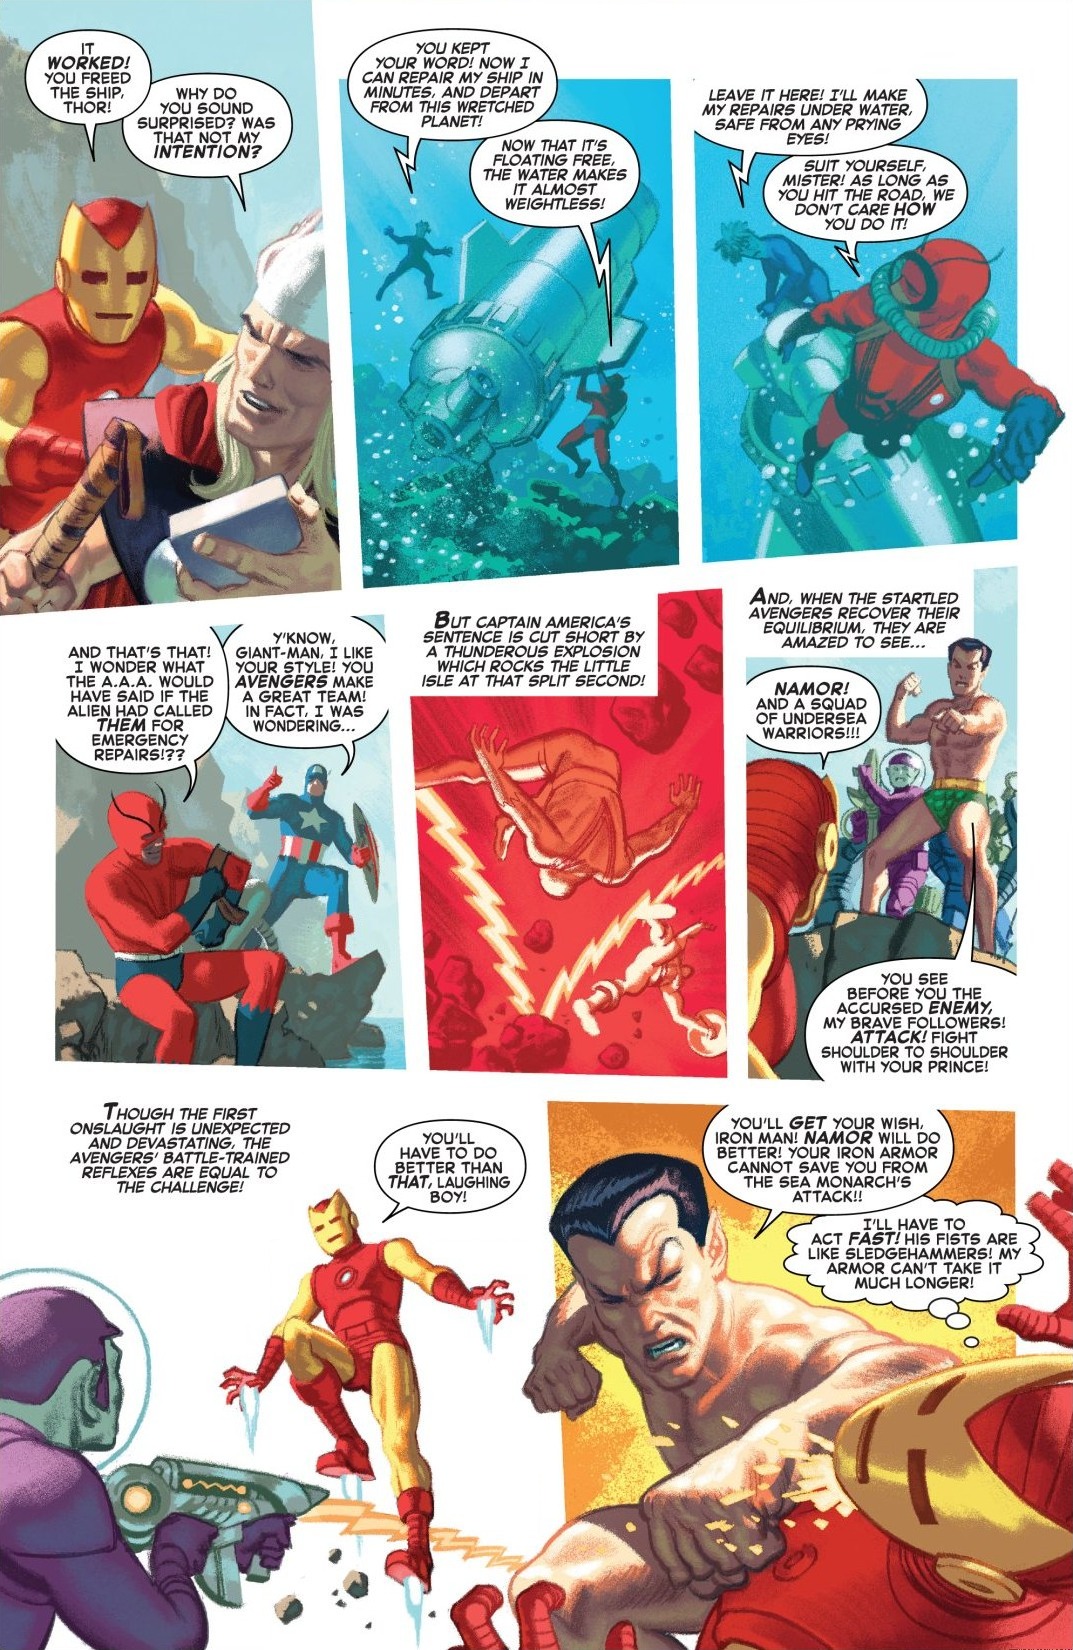 IT
WORKED!
YOU FREED
THE SHIP,
THOR!
WHY DO
YOU SOUND
SURPRISED? WAS
THAT NOT MY
INTENTION?
YOU KEPT
YOUR WORD! NOW I
CAN REPAIR MY SHIP IN
MINUTES, AND DEPART
FROM THIS WRETCHED
PLANET!
NOW THAT IT'S
FLOATING FREE,
THE WATER MAKES
IT ALMOST
WEIGHTLESS!
LEAVE IT HERE! I'LL MAKE
MY REPAIRS UNDER WATER,
SAFE FROM ANY PRYING
EYES!
SUIT YOURSELF,
MISTER! AS LONG AS
YOU HIT THE ROAD, WE
DON'T CARE HOW
YOU DO IT!
AND THAT'S THAT!
I WONDER WHAT
THE A.A.A. WOULD
HAVE SAID IF THE
ALIEN HAD CALLED
THEM FOR
EMERGENCY
REPAIRS!??
Y'KNOW,
GIANT-MAN, I LIKE
YOUR STYLE! YOU
AVENGERS MAKE
A GREAT TEAM!
IN FACT, I WAS
WONDERING...
BUT CAPTAIN AMERICA'S
SENTENCE IS CUT SHORT BY
A THUNDEROUS EXPLOSION
WHICH ROCKS THE LITTLE
ISLE AT THAT SPLIT SECOND!
AND, WHEN THE STARTLED
AVENGERS RECOVER THEIR
EQUILIBRIUM, THEY ARE
AMAZED TO SEE...
NAMOR!
AND A SQUAD
OF UNDERSEA
WARRIORS!!!
YOU SEE
BEFORE YOU THE
ACCURSED ENEMY,
MY BRAVE FOLLOWERS!
ATTACK! FIGHT
SHOULDER TO SHOULDER
WITH YOUR PRINCE!
THOUGH THE FIRST
ONSLAUGHT IS UNEXPECTED
AND DEVASTATING, THE
AVENGERS' BATTLE-TRAINED
REFLEXES ARE EQUAL TO
THE CHALLENGE!
YOU'LL
HAVE TO DO
BETTER THAN
THAT, LAUGHING
BOY!
YOU'LL GET YOUR WISH,
IRON MAN! NAMOR WILL DO
BETTER! YOUR IRON ARMOR
CANNOT SAVE YOU FROM
THE SEA MONARCH'S
ATTACK!!
I'LL HAVE TO
ACT FAST! HIS FISTS ARE
LIKE SLEDGEHAMMERS! MY
ARMOR CAN'T TAKE IT
MUCH LONGER!